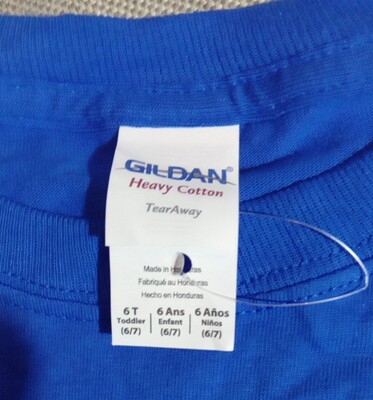 GILDAN®
Heavy Cotton
TearAway
Made in
Fabriqué au Honduras
Hecho en Honduras
6 T 6 Ans 6 Años
Toddler Enfant Niños
(6/7) (6/7) (6/7)